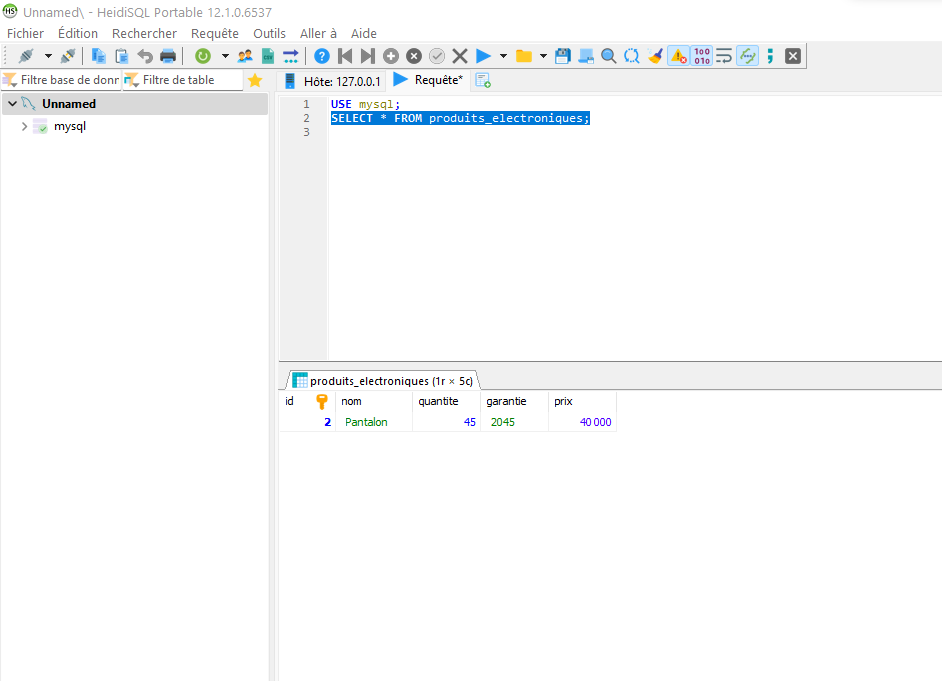 Unnamed\ - HeidiSQL Portable 12.1.0.6537
Fichier Édition Rechercher Requête Outils Aller à Aide
Filtre base de donn Filtre de table Hôte: 127.0.0.1 Requête*
Unnamed
mysql
1 USE mysql;
2 SELECT * FROM produits_electroniques;
3
produits_electroniques (1r × 5c)
id nom quantite garantie prix
2 Pantalon 45 2045 40 000